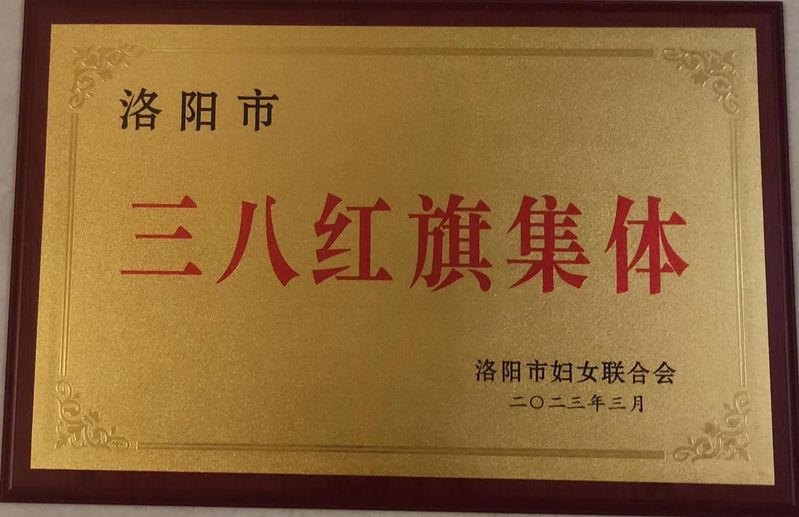 洛阳市
三八红旗集体
洛阳市妇女联合会
二〇二三年三月